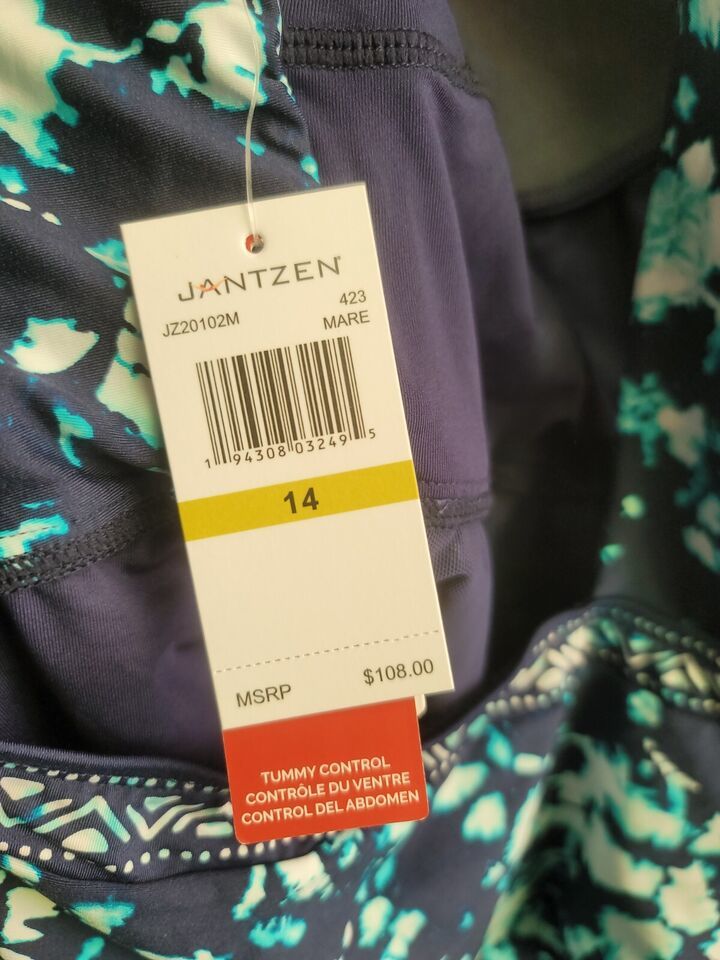 JANTZEN®
JZ20102M 423
MARE
1 94308 03249 5
14
MSRP $108.00
TUMMY CONTROL
CONTRÔLE DU VENTRE
CONTROL DEL ABDOMEN